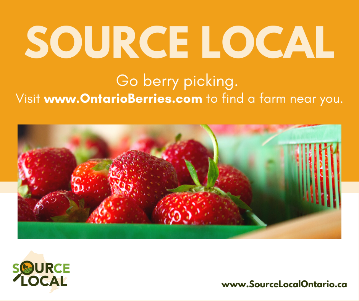 SOURCE LOCAL
Go berry picking.
Visit www.OntarioBerries.com to find a farm near you.
SOURCE
LOCAL
www.SourceLocalOntario.ca